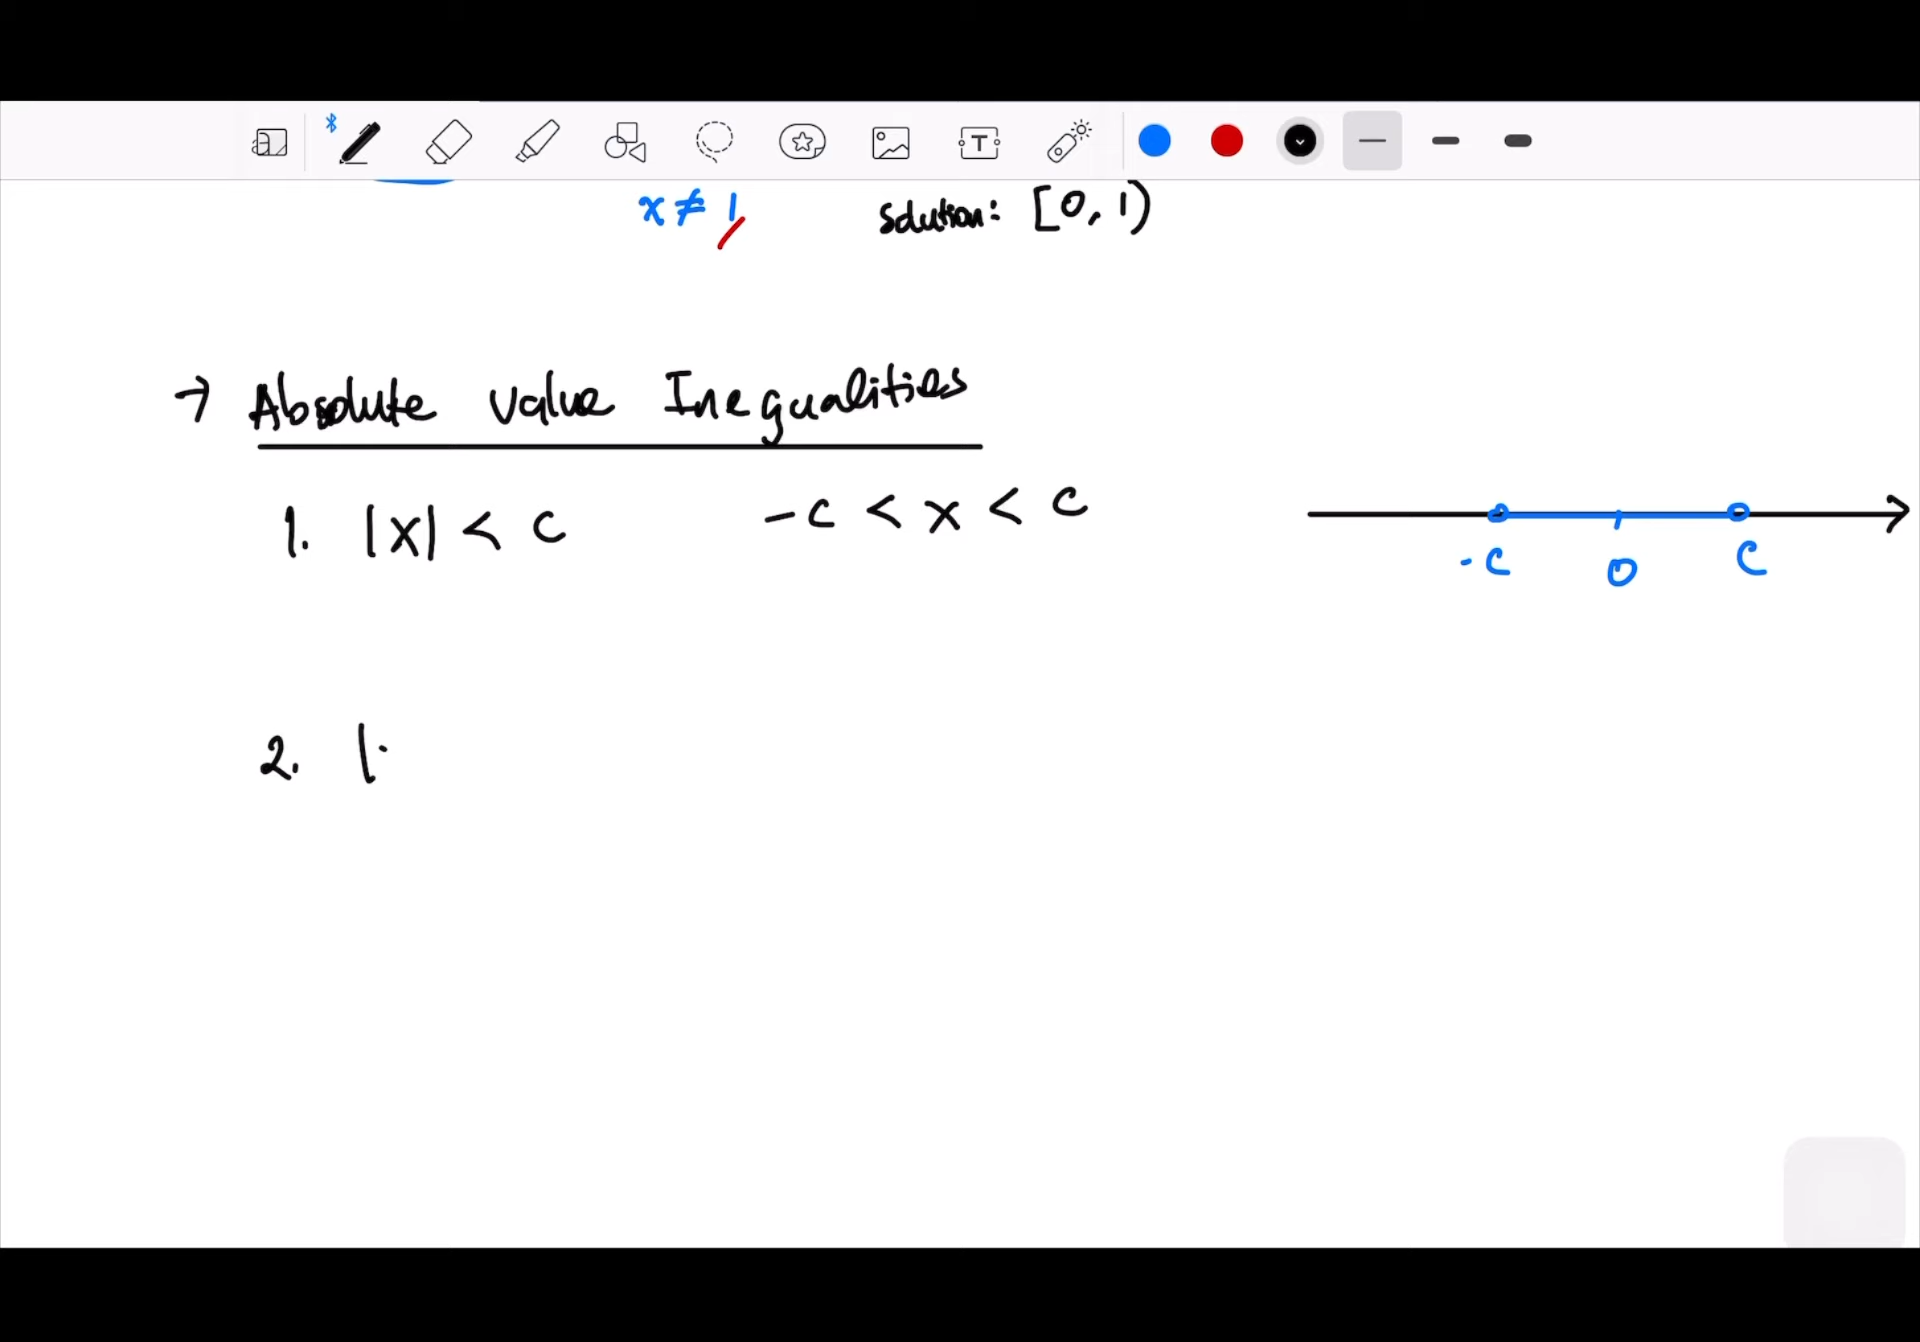 x ≠ 1 solution: [0, 1)
→ Absolute Value Inequalities
1. |x| < c -c < x < c
-c 0 c
2. |